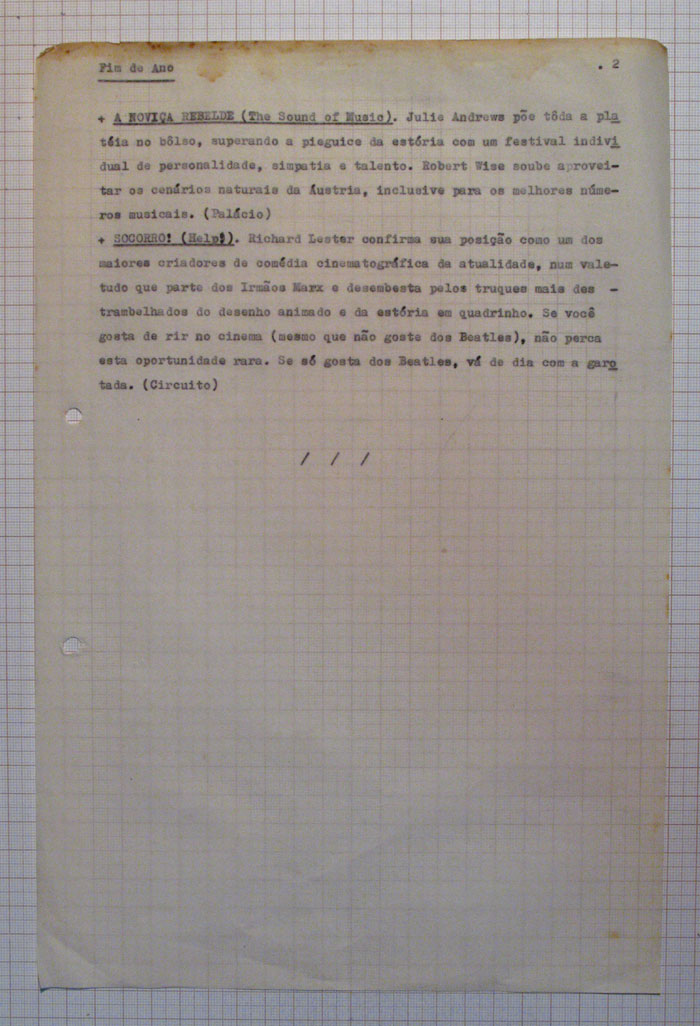 Fim de Ano . 2
+ A NOVIÇA REBELDE (The Sound of Music). Julie Andrews põe tôda a pla
téia no bôlso, superando a pieguice da estória com um festival indivi
dual de personalidade, simpatia e talento. Robert Wise soube aprovei-
tar os cenários naturais da Áustria, inclusive para os melhores núme-
ros musicais. (Palácio)
+ SOCORRO! (Help!). Richard Lester confirma sua posição como um dos
maiores criadores de comédia cinematográfica da atualidade, num vale-
tudo que parte dos Irmãos Marx e desembesta pelos truques mais des -
trambelhados do desenho animado e da estória em quadrinho. Se você
gosta de rir no cinema (mesmo que não goste dos Beatles), não perca
esta oportunidade rara. Se só gosta dos Beatles, vá de dia com a garo
tada. (Circuito)
/ / /